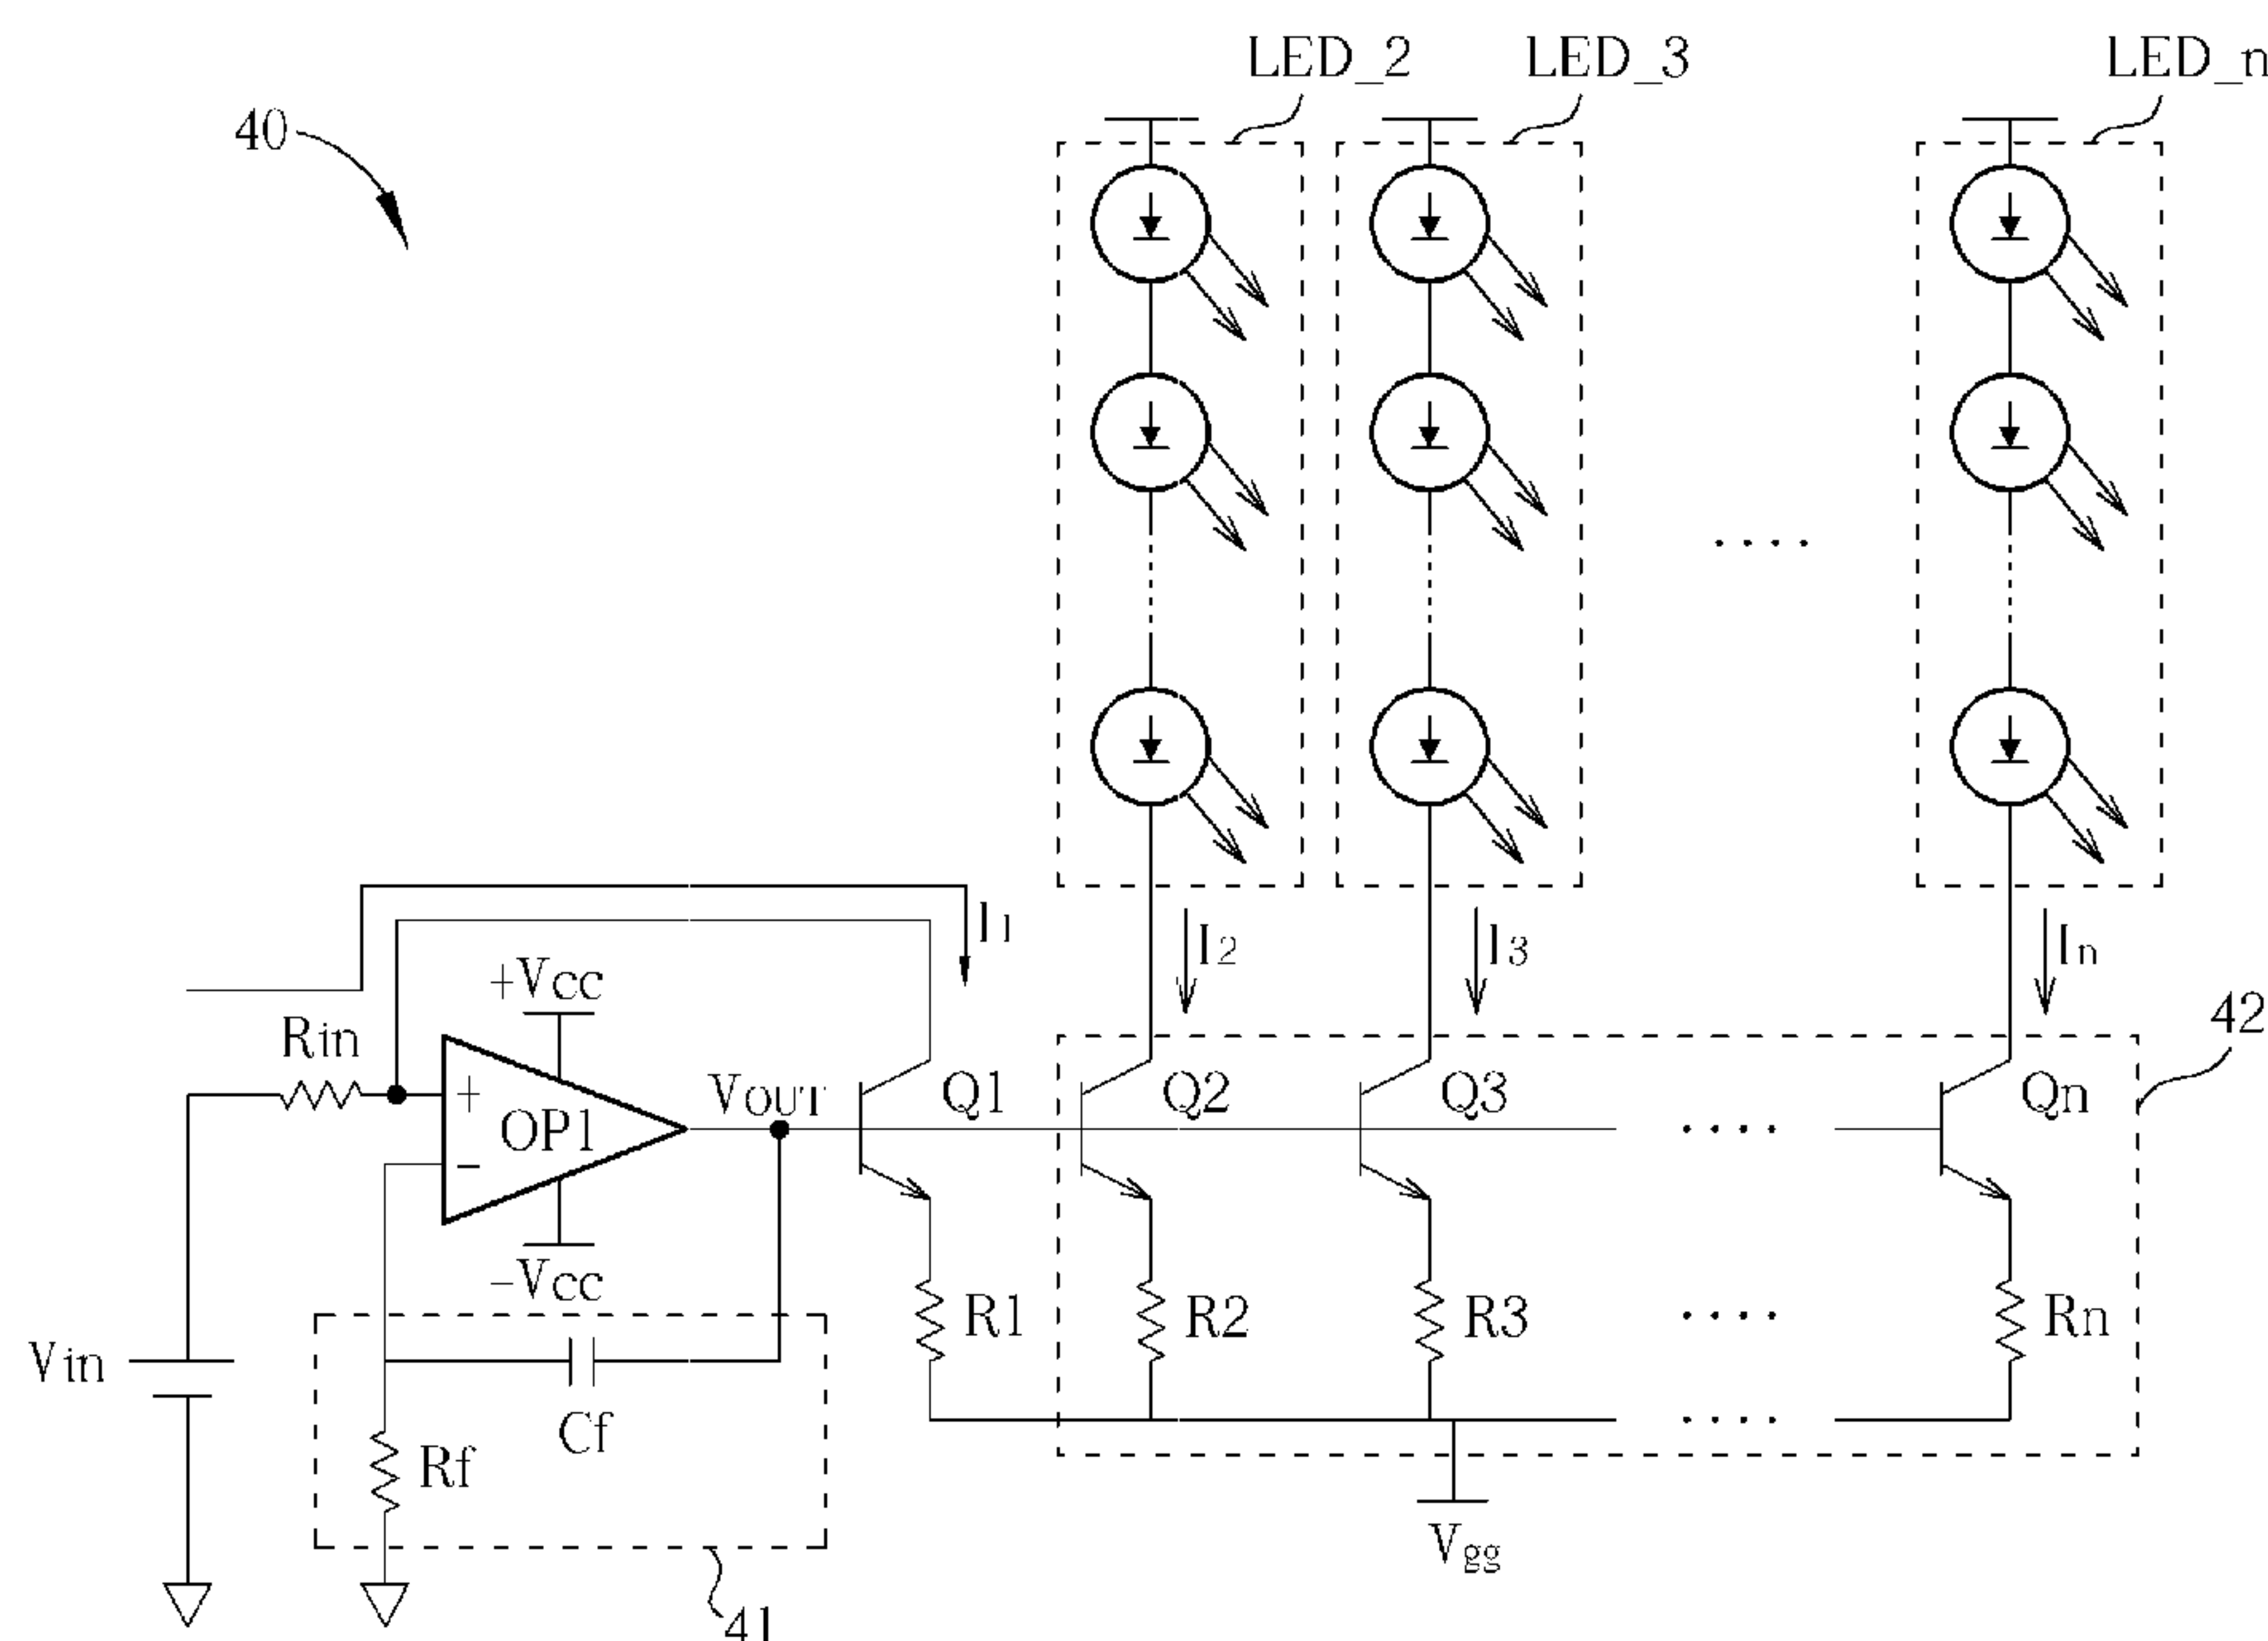 LED_2 LED_3 LED_n
40
I1 I2 I3 In
+Vcc
42
Rin
+ OP1 −
VOUT
Q1 Q2 Q3 Qn
−Vcc
R1 R2 R3 Rn
Vin
Cf
Rf
Vgg
41